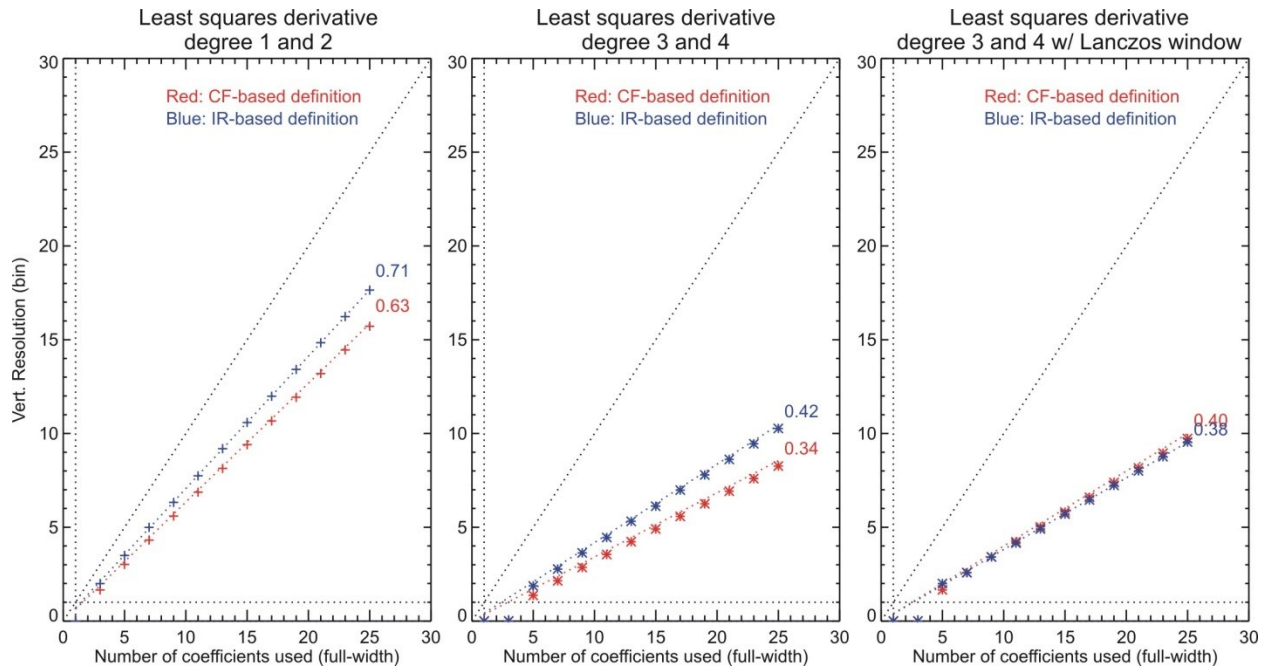 Least squares derivative
degree 1 and 2
Least squares derivative
degree 3 and 4
Least squares derivative
degree 3 and 4 w/ Lanczos window
Vert. Resolution (bin)
30
25
20
15
10
5
0
Red: CF-based definition
Blue: IR-based definition
0.71
0.63
0 5 10 15 20 25 30
Number of coefficients used (full-width)
30
25
20
15
10
5
0
Red: CF-based definition
Blue: IR-based definition
0.42
0.34
0 5 10 15 20 25 30
Number of coefficients used (full-width)
30
25
20
15
10
5
0
Red: CF-based definition
Blue: IR-based definition
0.40
0.38
0 5 10 15 20 25 30
Number of coefficients used (full-width)